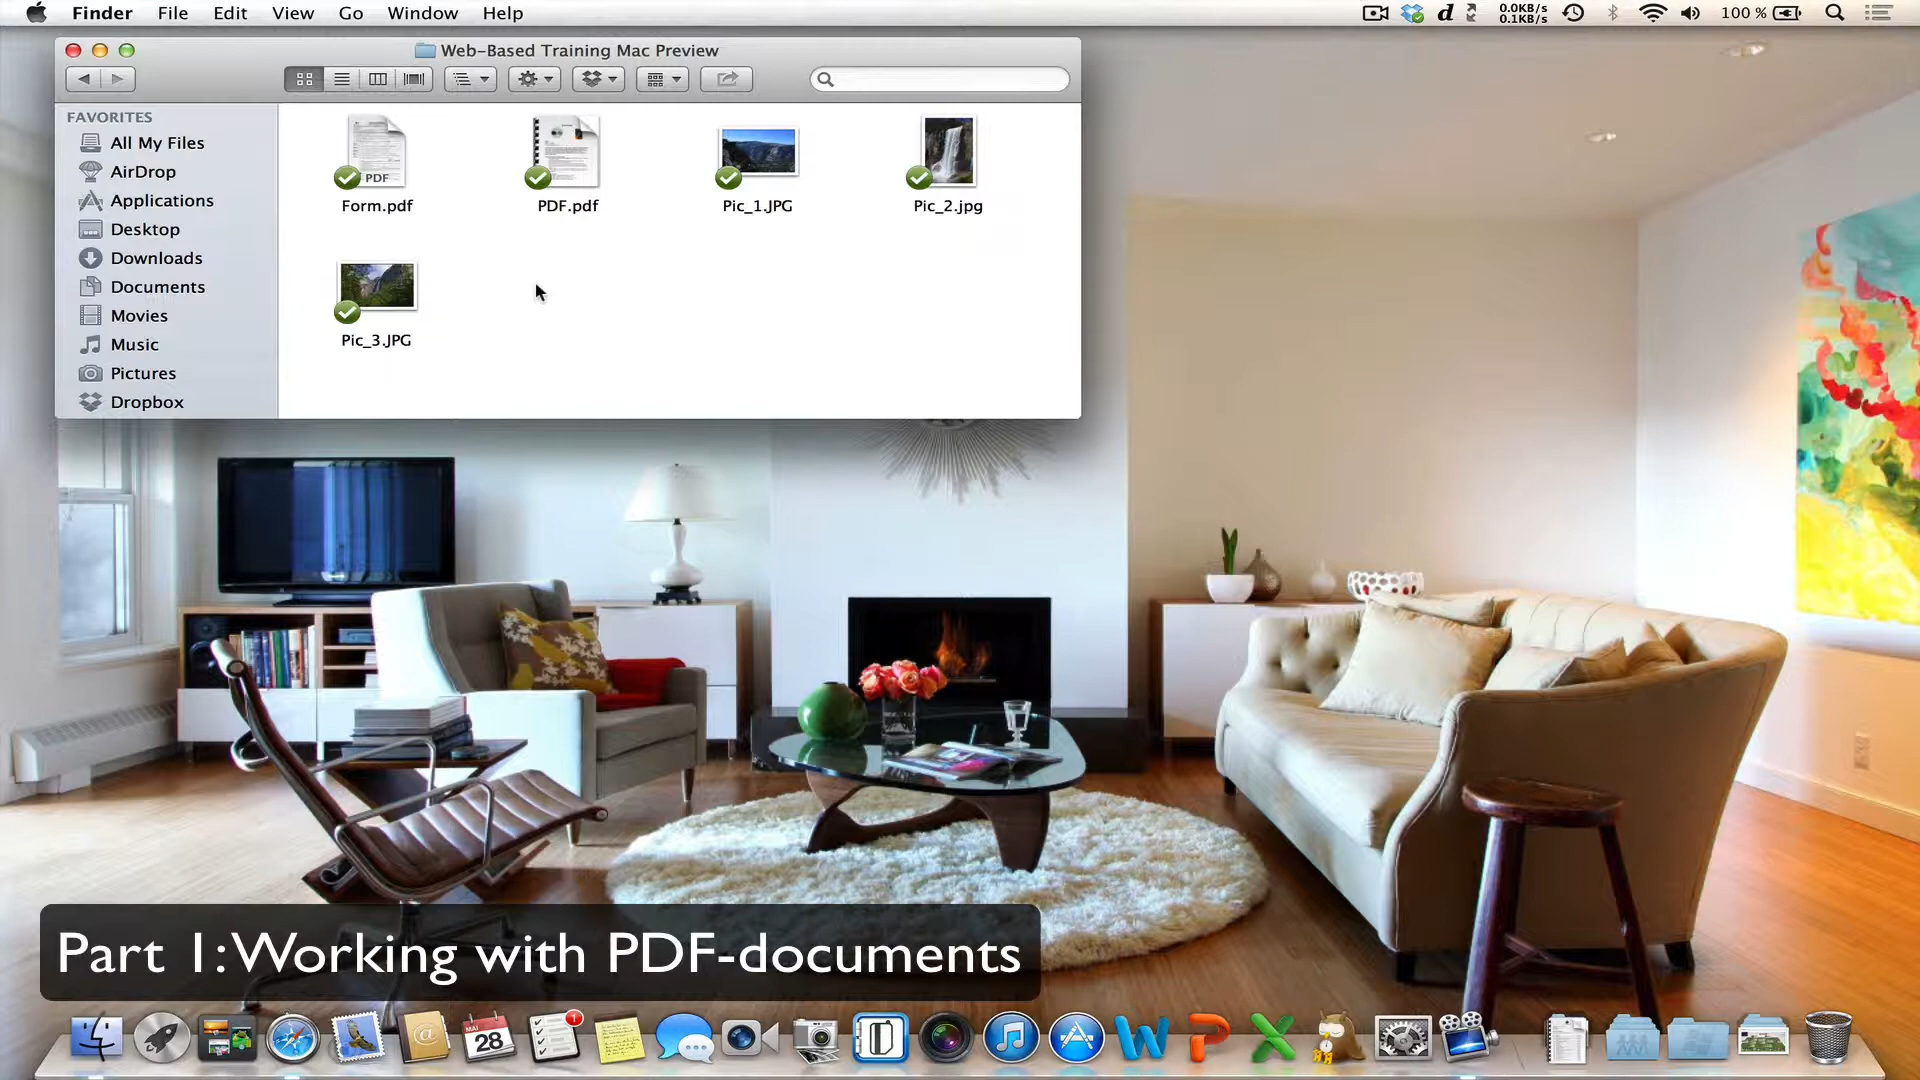 Finder File Edit View Go Window Help
d 0.0KB/s 100 %
0.1KB/s
Web-Based Training Mac Preview
FAVORITES
All My Files
AirDrop
Applications
Desktop
Downloads
Documents
Movies
Music
Pictures
Dropbox
PDF
Form.pdf
PDF.pdf
Pic_1.JPG
Pic_2.jpg
Pic_3.JPG
Part 1: Working with PDF-documents
MAI
28
1
@
W
P
X